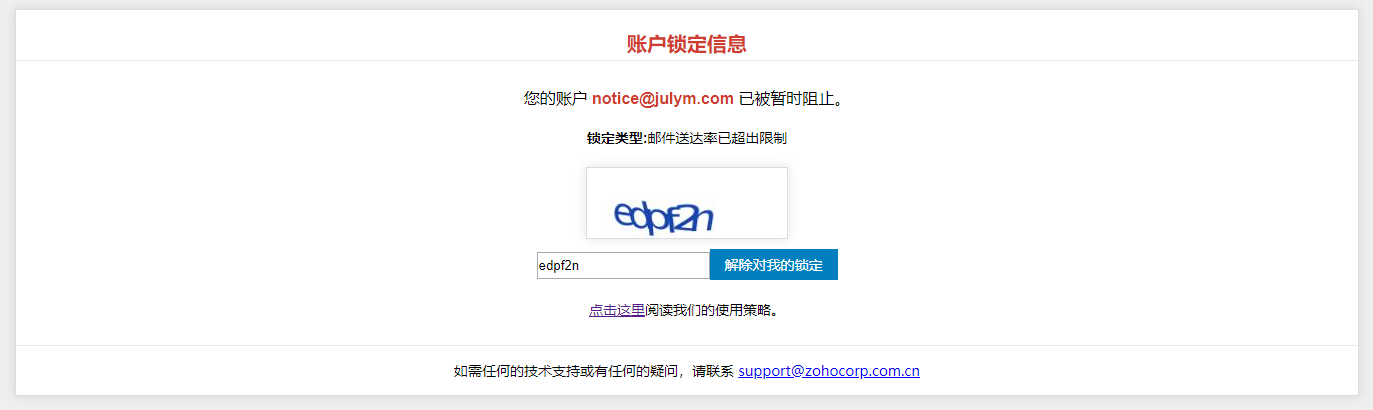 账户锁定信息
您的账户 notice@julym.com 已被暂时阻止。
锁定类型:邮件送达率已超出限制
edpf2n
edpf2n 解除对我的锁定
点击这里阅读我们的使用策略。
如需任何的技术支持或有任何的疑问，请联系 support@zohocorp.com.cn